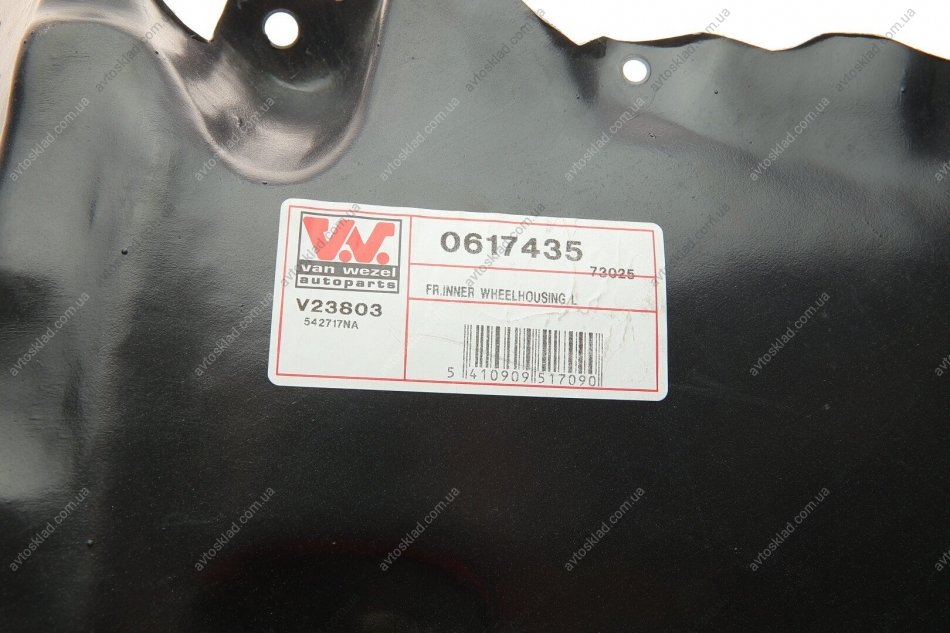 V.W.
van wezel
autoparts
V23803
542717NA
0617435
73025
FR.INNER WHEELHOUSING/L
5 410909 517090
avtosklad.com.ua